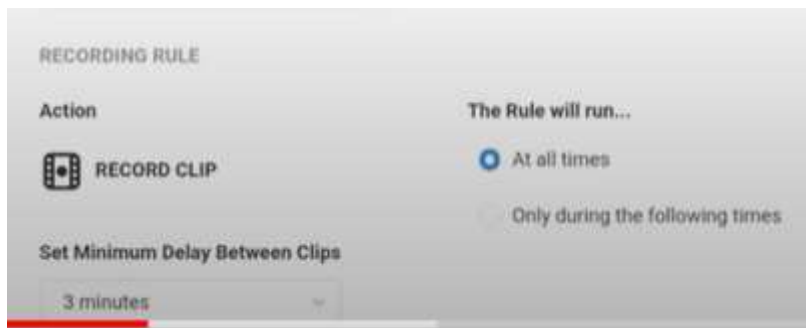 RECORDING RULE
Action
RECORD CLIP
Set Minimum Delay Between Clips
3 minutes
The Rule will run...
At all times
Only during the following times